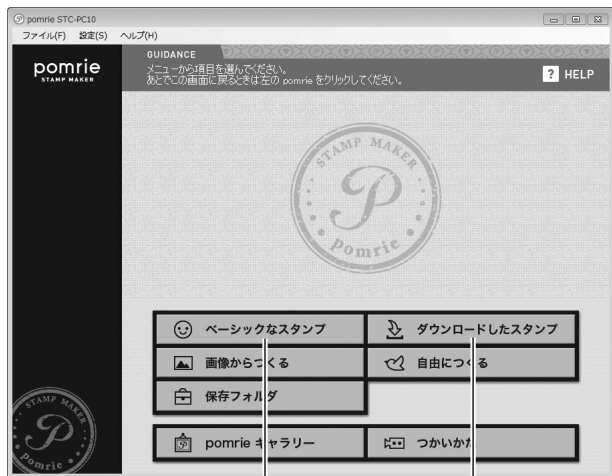 pomrie STC-PC10
ファイル(F) 設定(S) ヘルプ(H)
pomrie
STAMP MAKER
GUIDANCE
メニューから項目を選んでください。
あとでこの画面に戻るときは左の pomrie をクリックしてください。
? HELP
STAMP MAKER
P
pomrie
ベーシックなスタンプ
ダウンロードしたスタンプ
画像からつくる
自由につくる
保存フォルダ
pomrie ギャラリー
つかいかた
STAMP MAKER
P
pomrie